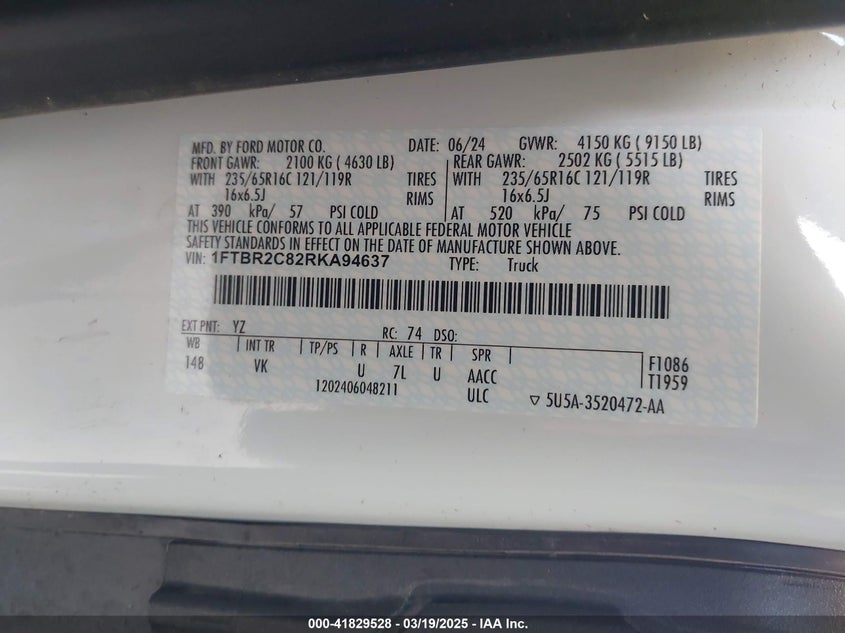 MFD. BY FORD MOTOR CO. DATE: 06/24 GVWR: 4150 KG ( 9150 LB)
FRONT GAWR: 2100 KG ( 4630 LB) REAR GAWR: 2502 KG ( 5515 LB)
WITH 235/65R16C 121/119R TIRES WITH 235/65R16C 121/119R TIRES
16x6.5J RIMS 16x6.5J RIMS
AT 390 kPa/ 57 PSI COLD AT 520 kPa/ 75 PSI COLD
THIS VEHICLE CONFORMS TO ALL APPLICABLE FEDERAL MOTOR VEHICLE
SAFETY STANDARDS IN EFFECT ON THE DATE OF MANUFACTURE SHOWN ABOVE.
VIN: 1FTBR2C82RKA94637 TYPE: Truck
EXT PNT: YZ RC: 74 DSO:
WB INT TR TP/PS R AXLE TR SPR F1086
148 VK U 7L U AACC T1959
1202406048211 ULC ▽ 5U5A-3520472-AA
000-41829528 / 03/19/2025 / IAA Inc.